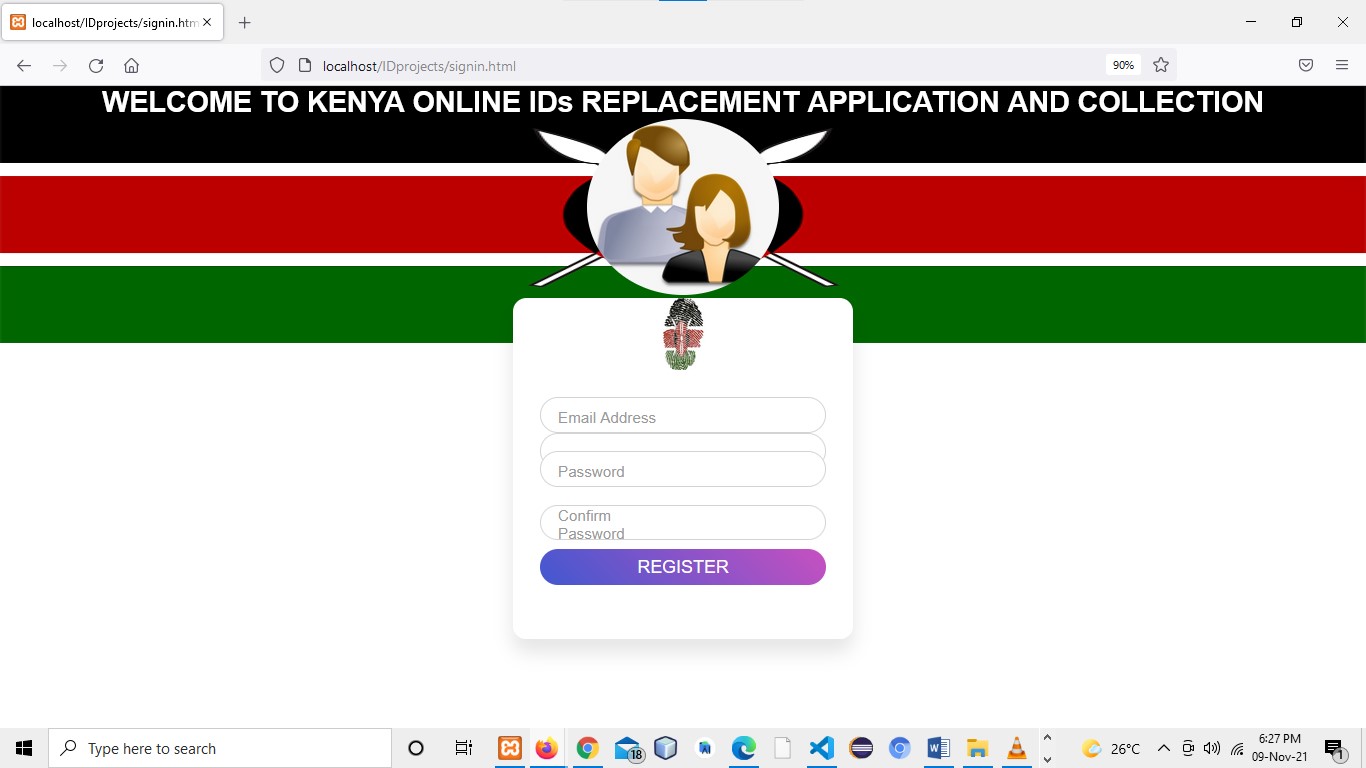 localhost/IDprojects/signin.htm
localhost/IDprojects/signin.html
90%
WELCOME TO KENYA ONLINE IDs REPLACEMENT APPLICATION AND COLLECTION
Email Address
Password
Confirm
Password
REGISTER
Type here to search
18
W
26°C
6:27 PM
09-Nov-21
1